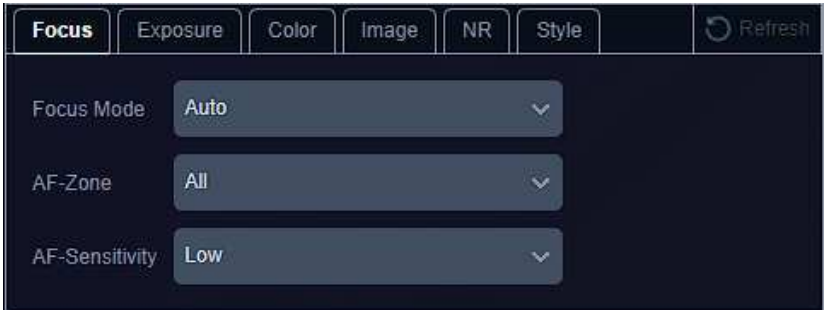 Focus Exposure Color Image NR Style Refresh
Focus Mode Auto
AF-Zone All
AF-Sensitivity Low